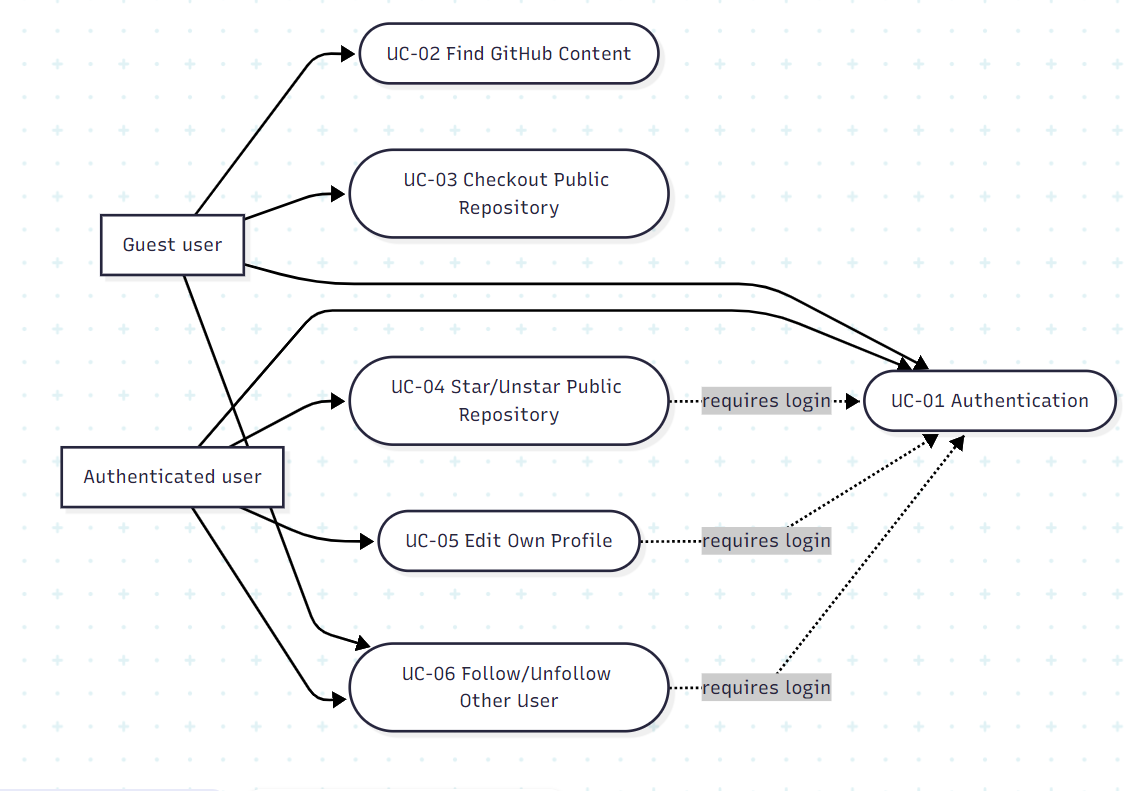 UC-02 Find GitHub Content
UC-03 Checkout Public
Repository
Guest user
UC-04 Star/Unstar Public
Repository
requires login
UC-01 Authentication
Authenticated user
UC-05 Edit Own Profile
requires login
UC-06 Follow/Unfollow
Other User
requires login